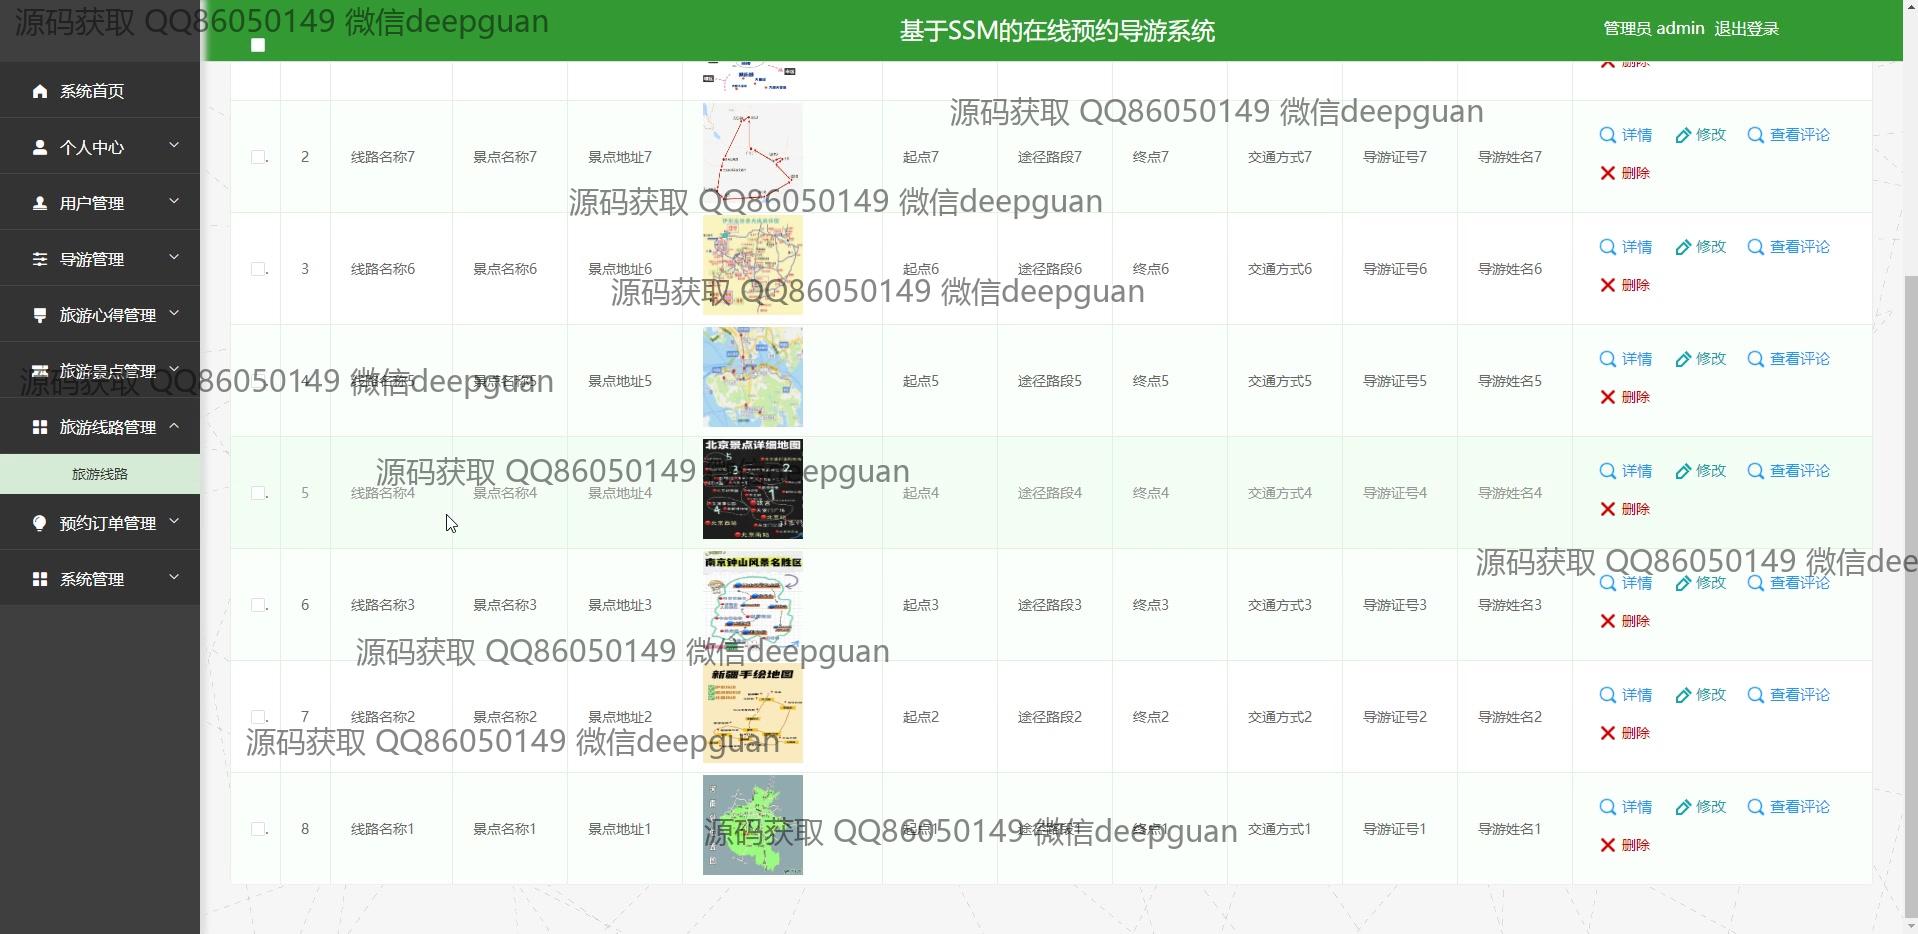 源码获取 QQ86050149 微信deepguan
基于SSM的在线预约导游系统
管理员 admin 退出登录
系统首页
个人中心
用户管理
导游管理
旅游心得管理
旅游景点管理
旅游线路管理
旅游线路
预约订单管理
系统管理
删除
源码获取 QQ86050149 微信deepguan
2 线路名称7 景点名称7 景点地址7 起点7 途径路段7 终点7 交通方式7 导游证号7 导游姓名7 详情 修改 查看评论
删除
源码获取 QQ86050149 微信deepguan
3 线路名称6 景点名称6 景点地址6 起点6 途径路段6 终点6 交通方式6 导游证号6 导游姓名6 详情 修改 查看评论
删除
源码获取 QQ86050149 微信deepguan
4 线路名称5 景点名称5 景点地址5 起点5 途径路段5 终点5 交通方式5 导游证号5 导游姓名5 详情 修改 查看评论
删除
源码获取 QQ86050149 微信deepguan
北京景点详细地图
5 线路名称4 景点名称4 景点地址4 起点4 途径路段4 终点4 交通方式4 导游证号4 导游姓名4 详情 修改 查看评论
删除
源码获取 QQ86050149 epguan
源码获取 QQ86050149 微信deepgue
南京钟山风景名胜区
6 线路名称3 景点名称3 景点地址3 起点3 途径路段3 终点3 交通方式3 导游证号3 导游姓名3 详情 修改 查看评论
删除
源码获取 QQ86050149 微信deepguan
新疆手绘地图
7 线路名称2 景点名称2 景点地址2 起点2 途径路段2 终点2 交通方式2 导游证号2 导游姓名2 详情 修改 查看评论
删除
源码获取 QQ86050149 微信deepguan
8 线路名称1 景点名称1 景点地址1 起点1 途径路段1 终点1 交通方式1 导游证号1 导游姓名1 详情 修改 查看评论
删除
源码获取 QQ86050149 微信deepguan